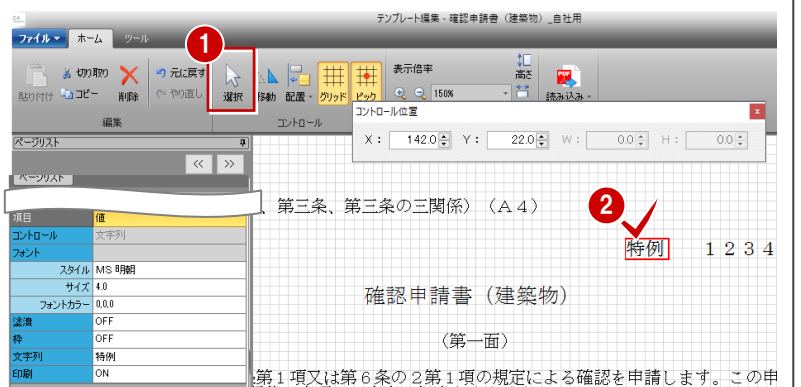 CA
テンプレート編集 - 確認申請書（建築物）_自社用
ファイル ホーム ツール
1
貼り付け 切り取り コピー 削除 元に戻す やり直し
選択 移動 配置 グリッド ピック
表示倍率
150%
高さ
PDF
読み込み
編集 コントロール
コントロール位置 x
X： 142.0 Y： 22.0 W： 0.0 H： 0.0
ページリスト
<< >>
ページリスト
項目 値
コントロール 文字列
フォント
スタイル MS 明朝
サイズ 4.0
フォントカラー 0,0,0
塗潰 OFF
枠 OFF
文字列 特例
印刷 ON
、第三条、第三条の三関係）（Ａ４）
2
特例 １２３４
確認申請書（建築物）
（第一面）
第１項又は第６条の２第１項の規定による確認を申請します。この申